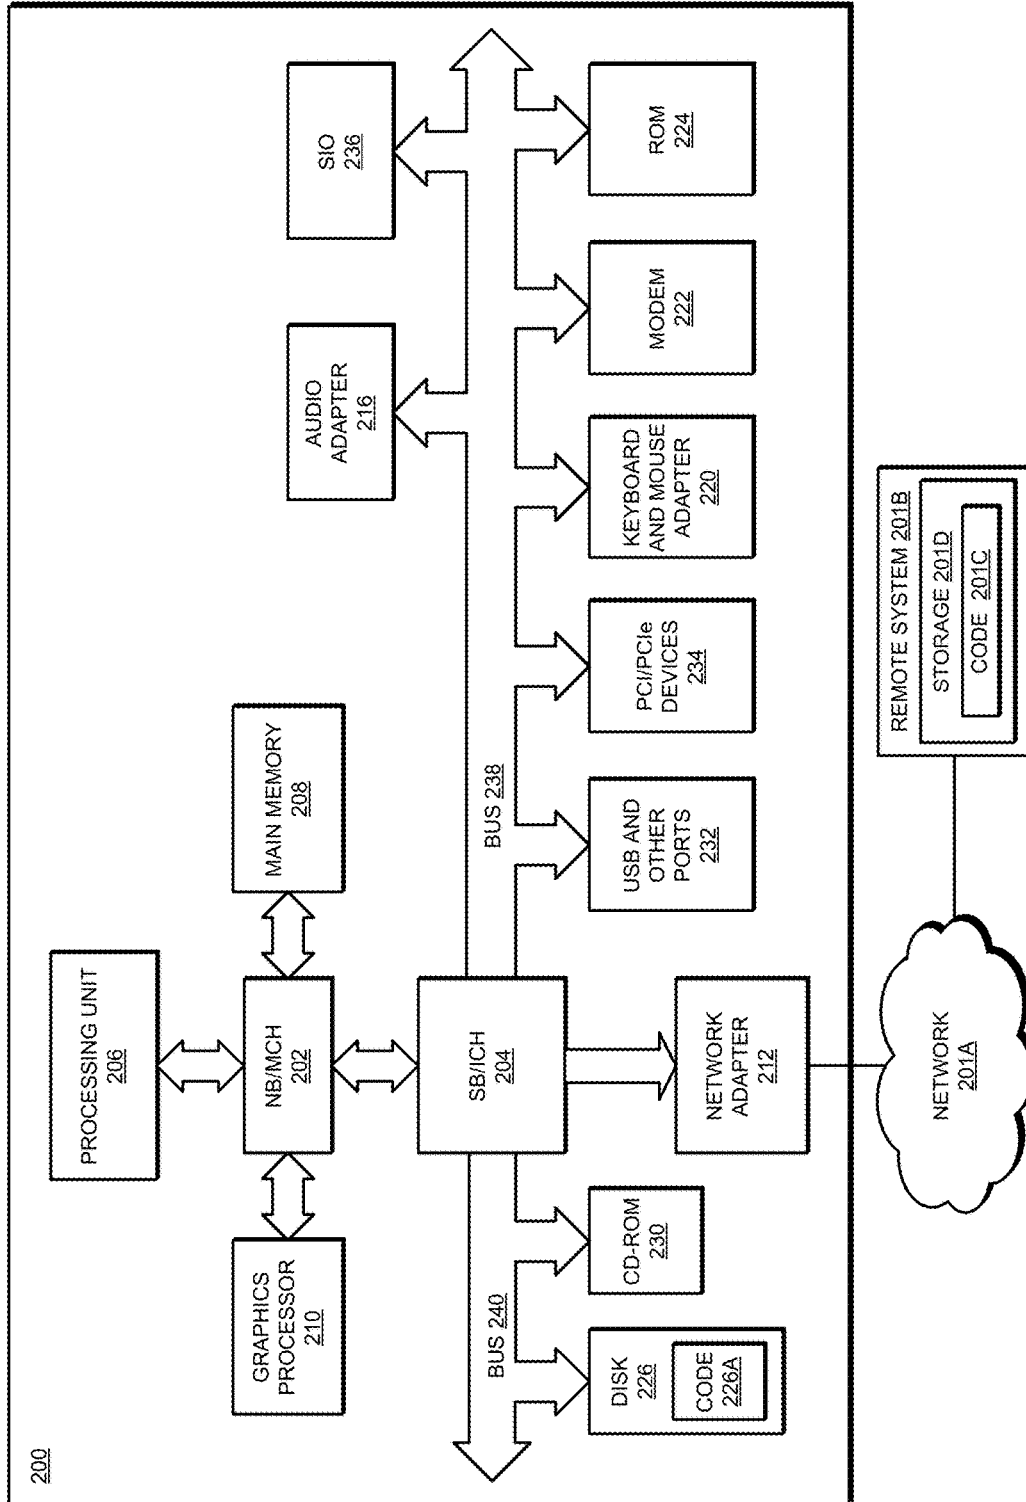 200
PROCESSING UNIT
206
GRAPHICS
PROCESSOR
210
NB/MCH
202
MAIN MEMORY
208
AUDIO
ADAPTER
216
SIO
236
SB/ICH
204
BUS 240
BUS 238
DISK
226
CODE
226A
CD-ROM
230
NETWORK
ADAPTER
212
USB AND
OTHER
PORTS
232
PCI/PCIe
DEVICES
234
KEYBOARD
AND MOUSE
ADAPTER
220
MODEM
222
ROM
224
NETWORK
201A
REMOTE SYSTEM 201B
STORAGE 201D
CODE 201C